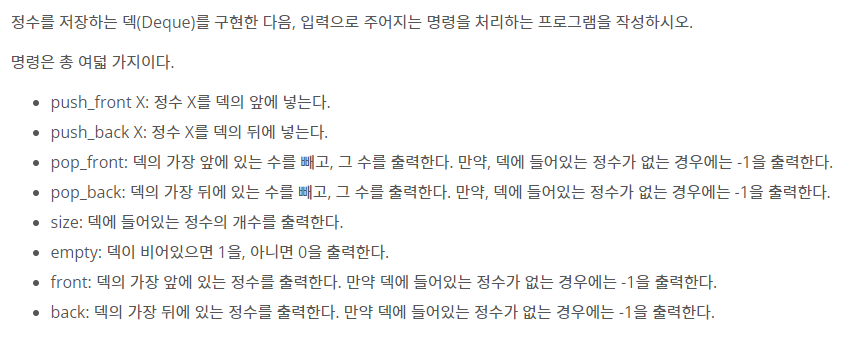 정수를 저장하는 덱(Deque)를 구현한 다음, 입력으로 주어지는 명령을 처리하는 프로그램을 작성하시오.
명령은 총 여덟 가지이다.
• push_front X: 정수 X를 덱의 앞에 넣는다.
• push_back X: 정수 X를 덱의 뒤에 넣는다.
• pop_front: 덱의 가장 앞에 있는 수를 빼고, 그 수를 출력한다. 만약, 덱에 들어있는 정수가 없는 경우에는 -1을 출력한다.
• pop_back: 덱의 가장 뒤에 있는 수를 빼고, 그 수를 출력한다. 만약, 덱에 들어있는 정수가 없는 경우에는 -1을 출력한다.
• size: 덱에 들어있는 정수의 개수를 출력한다.
• empty: 덱이 비어있으면 1을, 아니면 0을 출력한다.
• front: 덱의 가장 앞에 있는 정수를 출력한다. 만약 덱에 들어있는 정수가 없는 경우에는 -1을 출력한다.
• back: 덱의 가장 뒤에 있는 정수를 출력한다. 만약 덱에 들어있는 정수가 없는 경우에는 -1을 출력한다.